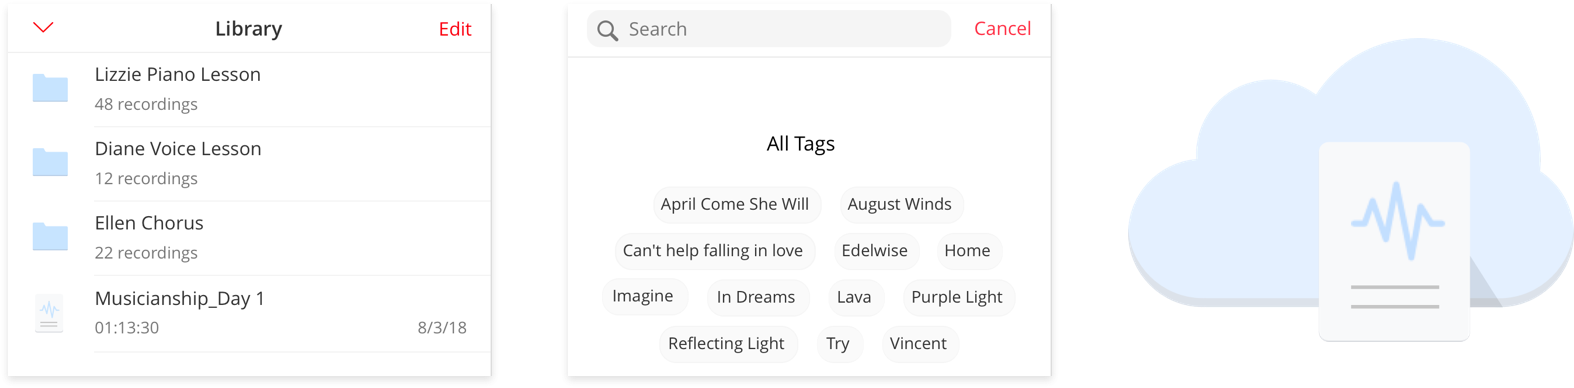 Library Edit
Lizzie Piano Lesson
48 recordings
Diane Voice Lesson
12 recordings
Ellen Chorus
22 recordings
Musicianship_Day 1
01:13:30 8/3/18
Search Cancel
All Tags
April Come She Will August Winds
Can't help falling in love Edelwise Home
Imagine In Dreams Lava Purple Light
Reflecting Light Try Vincent